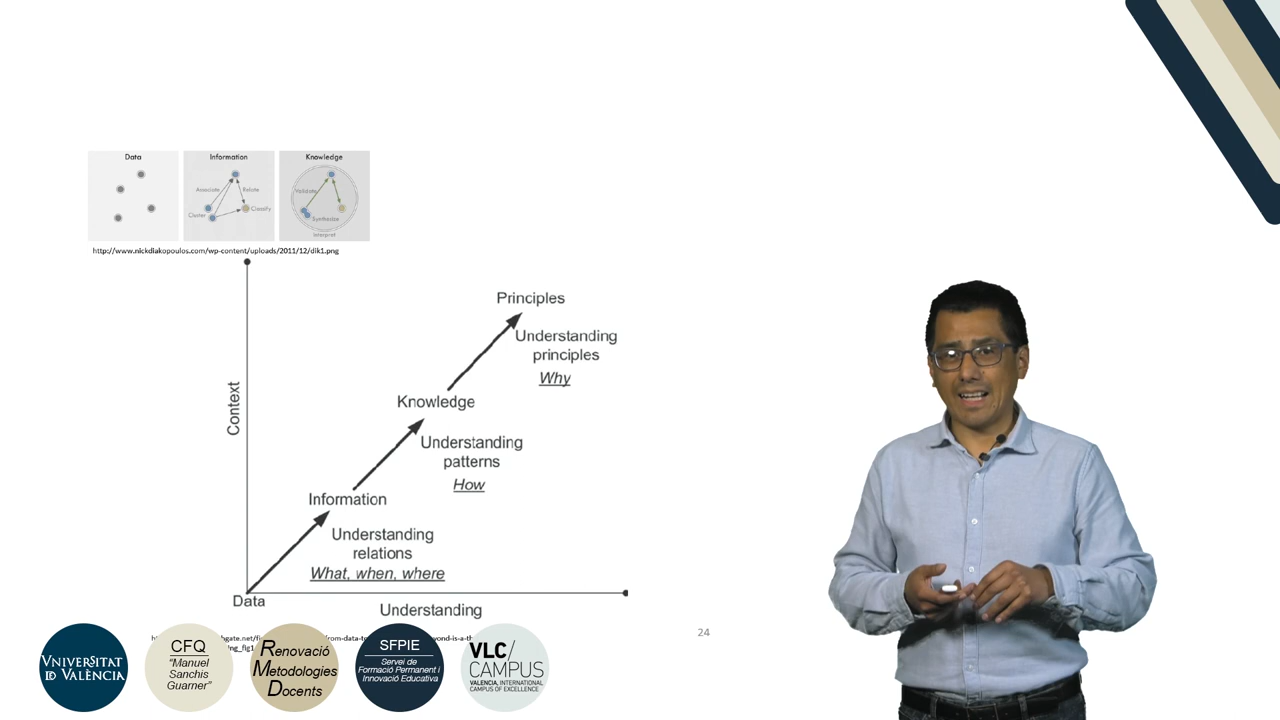 Data
Information
Knowledge
Associate
Relate
Cluster
Classify
Validate
Synthesize
Interpret
http://www.nickdiakopoulos.com/wp-content/uploads/2011/12/dik1.png
Principles
Understanding
principles
Why
Context
Knowledge
Understanding
patterns
How
Information
Understanding
relations
What, when, where
Data
Understanding
24
VNIVERSITAT
ID VALÈNCIA
CFQ
"Manuel
Sanchis
Guarner"
Renovació
Metodologies
Docents
SFPIE
Servei de
Formació Permanent i
Innovació Educativa
VLC/
CAMPUS
VALENCIA, INTERNATIONAL
CAMPUS OF EXCELLENCE